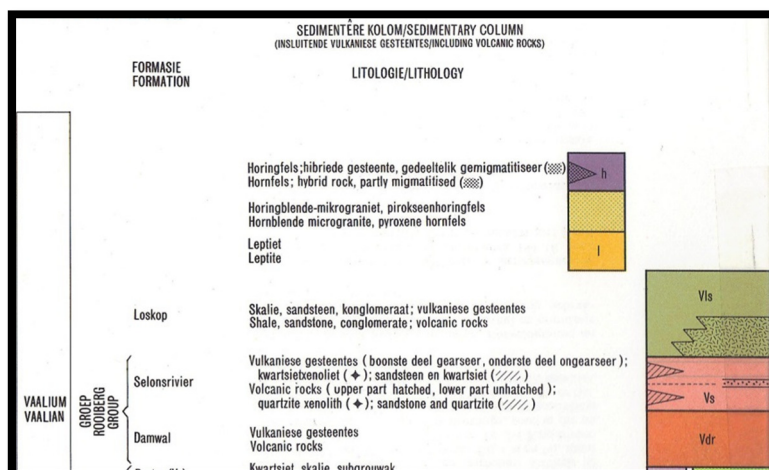 SEDIMENTÊRE KOLOM/SEDIMENTARY COLUMN
(INSLUITENDE VULKANIESE GESTEENTES/INCLUDING VOLCANIC ROCKS)
FORMASIE
FORMATION
LITOLOGIE/LITHOLOGY
Horingfels; hibriede gesteente, gedeeltelik gemigmatitiseer ( )
Hornfels; hybrid rock, partly migmatitised ( )
h
Horingblende-mikrograniet, pirokseenhoringfels
Hornblende microgranite, pyroxene hornfels
Leptiet
Leptite
l
Loskop
Skalie, sandsteen, konglomeraat; vulkaniese gesteentes
Shale, sandstone, conglomerate; volcanic rocks
Vls
VAALIUM
VAALIAN
GROEP
ROOIBERG
GROUP
Selonsrivier
Vulkaniese gesteentes ( boonste deel gearseer, onderste deel ongearseer ) ;
kwartsietxenoliet ( ✦ ); sandsteen en kwartsiet ( //// )
Volcanic rocks ( upper part hatched, lower part unhatched ) ;
quartzite xenolith ( ✦ ); sandstone and quartzite ( //// )
Vs
Damwal
Vulkaniese gesteentes
Volcanic rocks
Vdr
Kwartsiet, skalie, subgrouwak